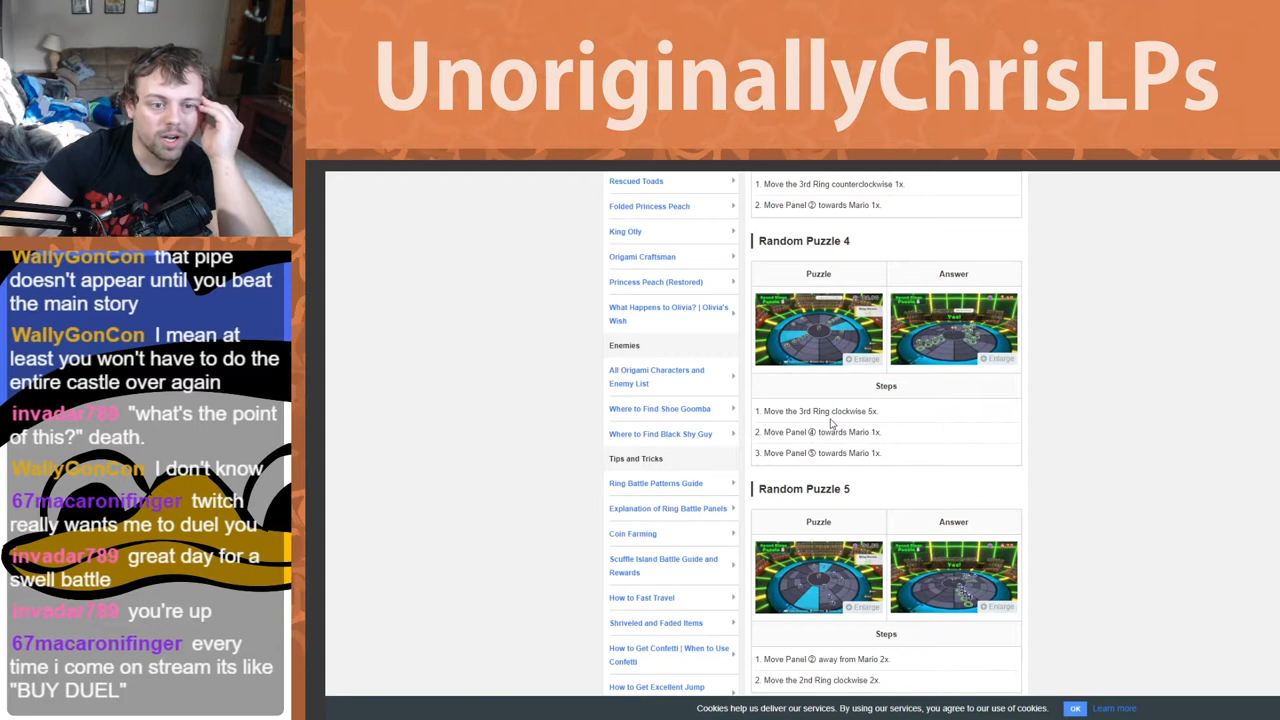 UnoriginallyChrisLPs
WallyGonCon that pipe
doesn't appear until you beat
the main story
WallyGonCon I mean at
least you won't have to do the
entire castle over again
invadar789 "what's the point
of this?" death.
WallyGonCon I don't know
67macaronifinger twitch
really wants me to duel you
invadar789 great day for a
swell battle
invadar789 you're up
67macaronifinger every
time i come on stream its like
"BUY DUEL"
Rescued Toads
Folded Princess Peach
King Olly
Origami Craftsman
Princess Peach (Restored)
What Happens to Olivia? | Olivia's
Wish
Enemies
All Origami Characters and
Enemy List
Where to Find Shoe Goomba
Where to Find Black Shy Guy
Tips and Tricks
Ring Battle Patterns Guide
Explanation of Ring Battle Panels
Coin Farming
Scuffle Island Battle Guide and
Rewards
How to Fast Travel
Shriveled and Faded Items
How to Get Confetti | When to Use
Confetti
How to Get Excellent Jump
1. Move the 3rd Ring counterclockwise 1x.
2. Move Panel ② towards Mario 1x.
Random Puzzle 4
Puzzle Answer
Enlarge Enlarge
Steps
1. Move the 3rd Ring clockwise 5x.
2. Move Panel ④ towards Mario 1x.
3. Move Panel ⑤ towards Mario 1x.
Random Puzzle 5
Puzzle Answer
Enlarge Enlarge
Steps
1. Move Panel ② away from Mario 2x.
2. Move the 2nd Ring clockwise 2x.
Cookies help us deliver our services. By using our services, you agree to our use of cookies. OK Learn more